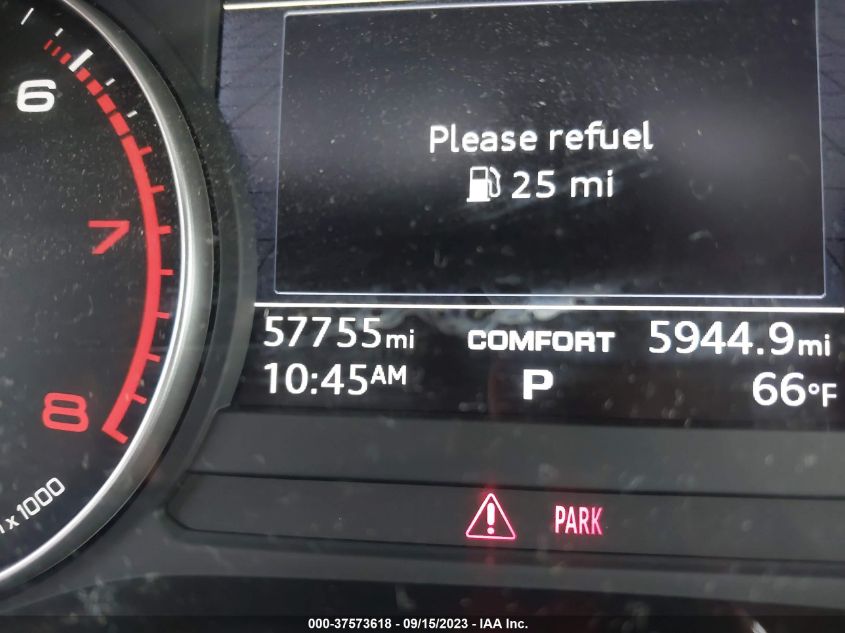 6
7
8
x 1000
Please refuel
25 mi
57755mi COMFORT 5944.9mi
10:45AM P 66°F
PARK
000-37573618 - 09/15/2023 - IAA Inc.